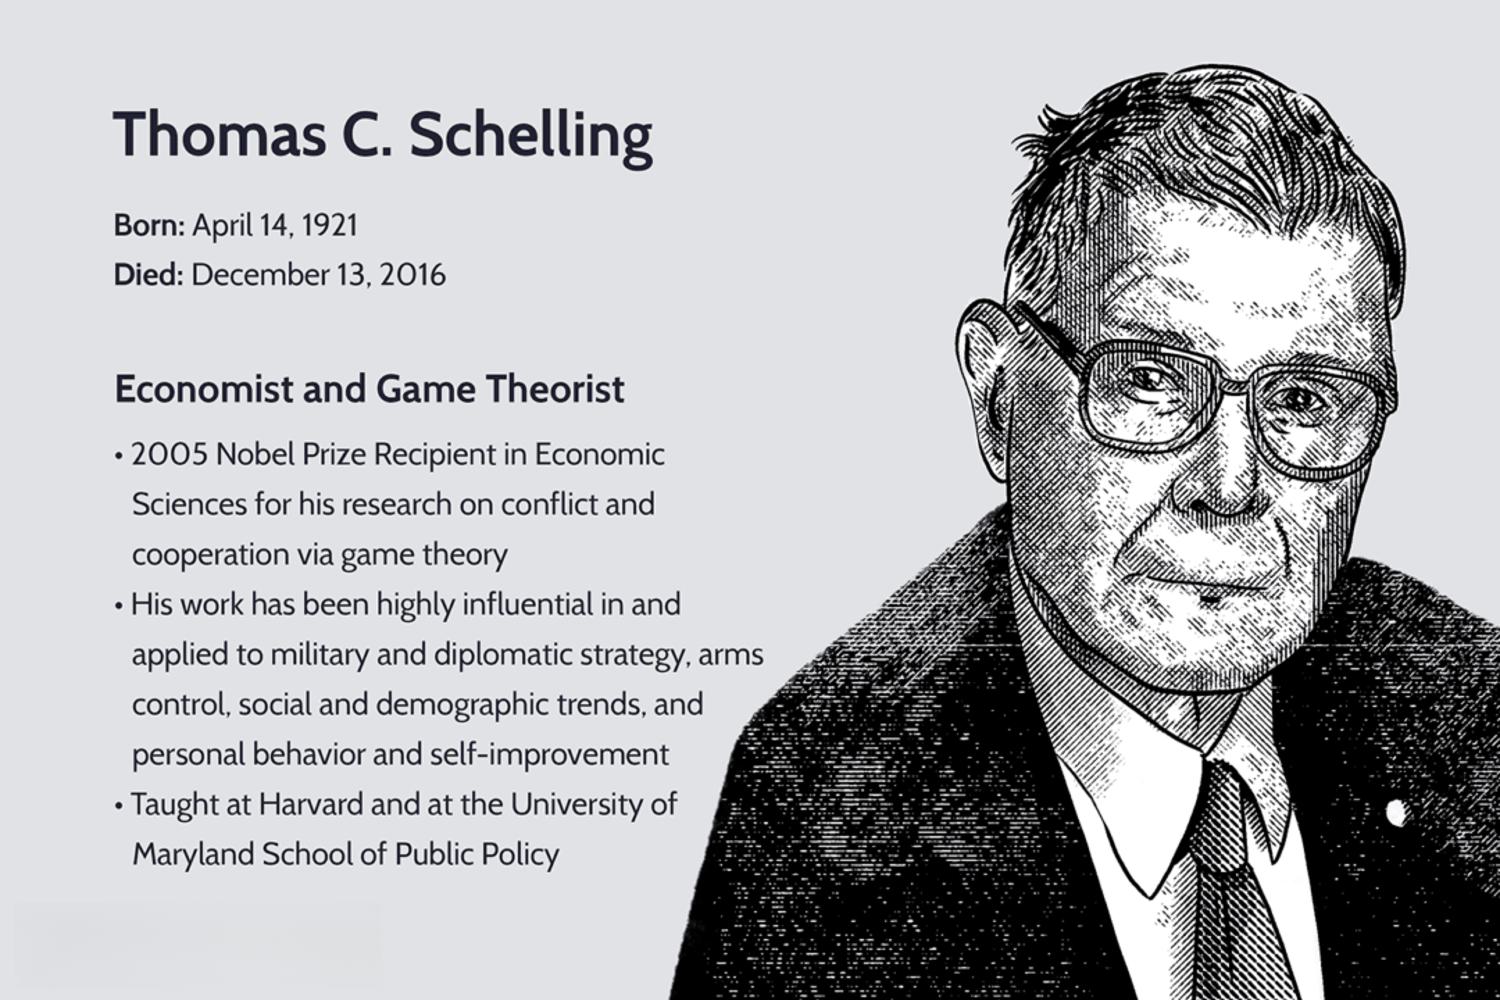 Thomas C. Schelling
Born: April 14, 1921
Died: December 13, 2016
Economist and Game Theorist
• 2005 Nobel Prize Recipient in Economic
Sciences for his research on conflict and
cooperation via game theory
• His work has been highly influential in and
applied to military and diplomatic strategy, arms
control, social and demographic trends, and
personal behavior and self-improvement
• Taught at Harvard and at the University of
Maryland School of Public Policy